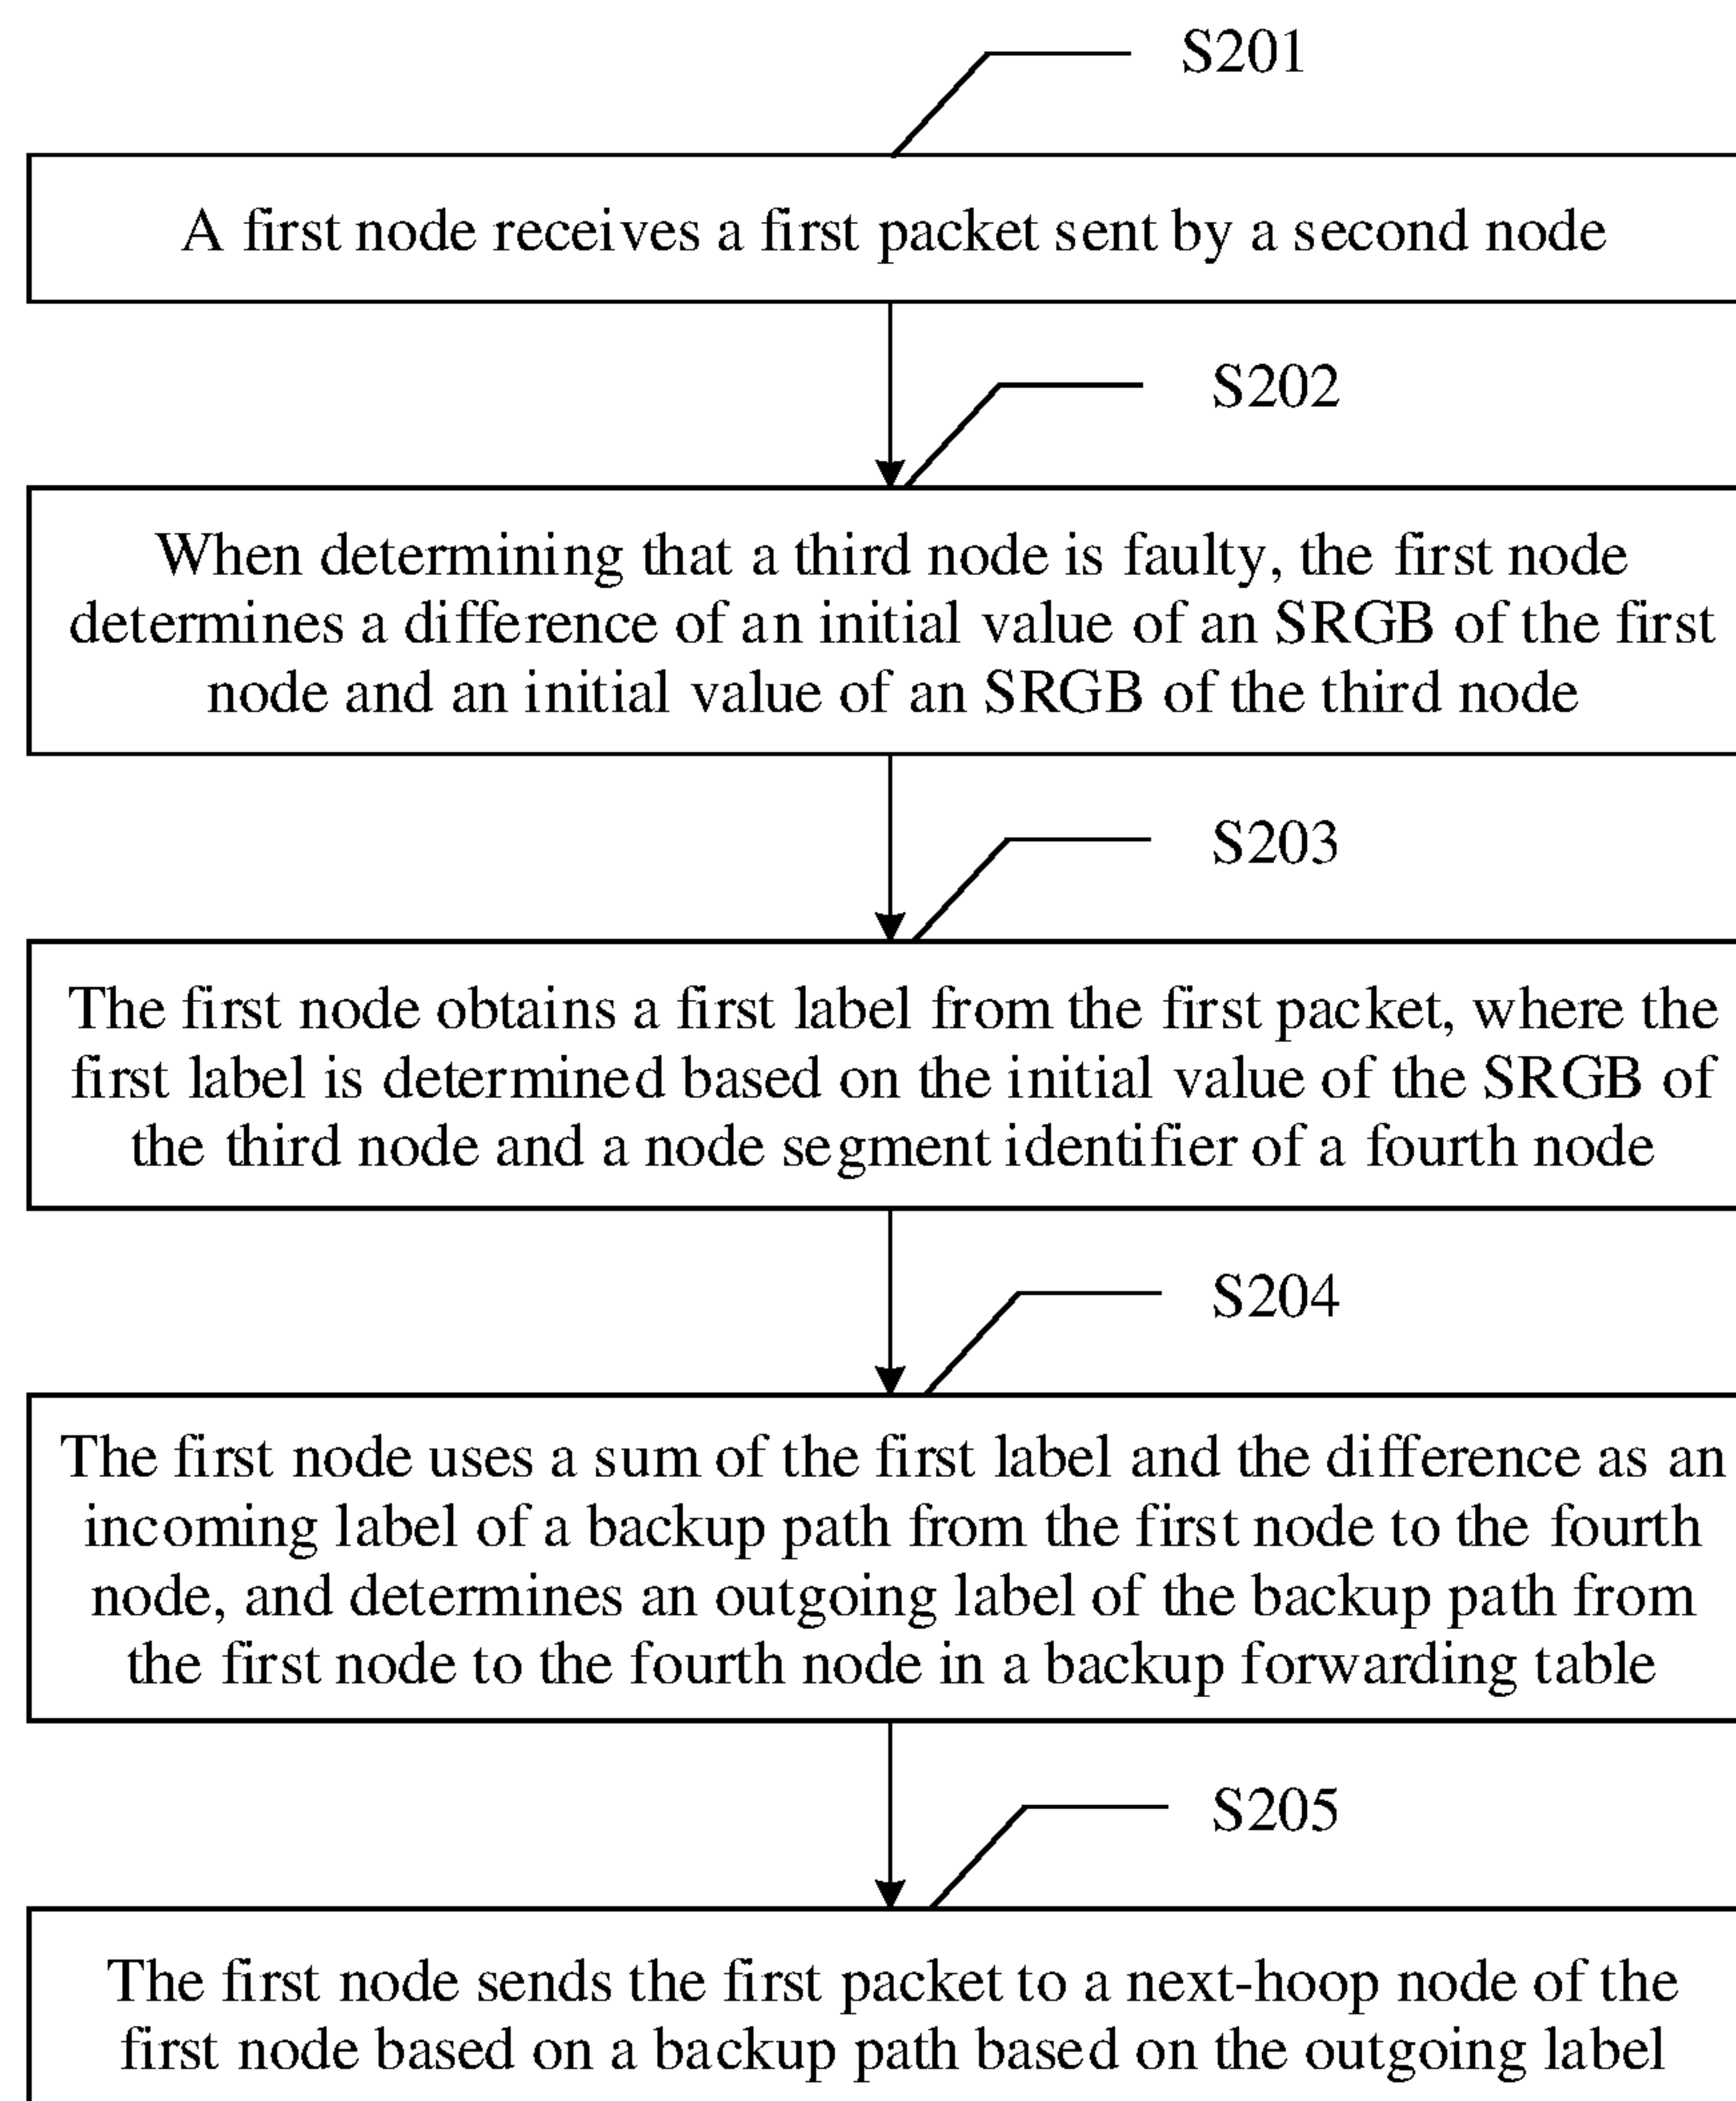 S201
A first node receives a first packet sent by a second node
S202
When determining that a third node is faulty, the first node
determines a difference of an initial value of an SRGB of the first
node and an initial value of an SRGB of the third node
S203
The first node obtains a first label from the first packet, where the
first label is determined based on the initial value of the SRGB of
the third node and a node segment identifier of a fourth node
S204
The first node uses a sum of the first label and the difference as an
incoming label of a backup path from the first node to the fourth
node, and determines an outgoing label of the backup path from
the first node to the fourth node in a backup forwarding table
S205
The first node sends the first packet to a next-hoop node of the
first node based on a backup path based on the outgoing label